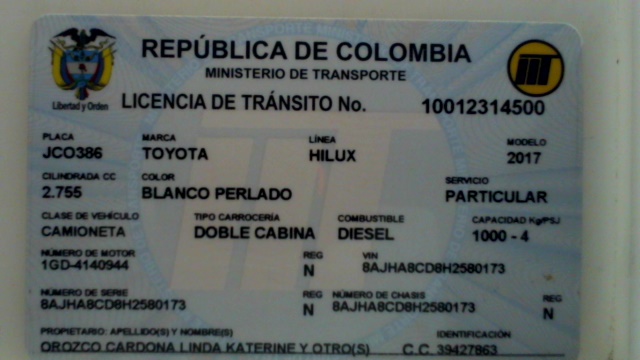 REPÚBLICA DE COLOMBIA
MINISTERIO DE TRANSPORTE
Libertad y Orden
LICENCIA DE TRÁNSITO No. 10012314500
PLACA MARCA LÍNEA MODELO
JCO386 TOYOTA HILUX 2017
CILINDRADA CC COLOR SERVICIO
2.755 BLANCO PERLADO PARTICULAR
CLASE DE VEHÍCULO TIPO CARROCERÍA COMBUSTIBLE CAPACIDAD Kg/PSJ
CAMIONETA DOBLE CABINA DIESEL 1000 - 4
NÚMERO DE MOTOR REG VIN
1GD-4140944 N 8AJHA8CD8H2580173
NÚMERO DE SERIE REG NÚMERO DE CHASIS REG
8AJHA8CD8H2580173 N 8AJHA8CD8H2580173 N
PROPIETARIO: APELLIDO(S) Y NOMBRE(S) IDENTIFICACIÓN
OROZCO CARDONA LINDA KATERINE Y OTRO(S) C.C. 39427863